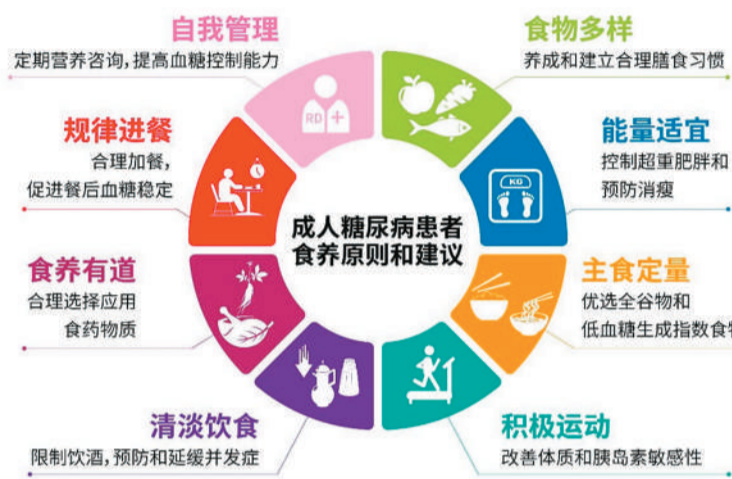 自我管理
定期营养咨询，提高血糖控制能力
食物多样
养成和建立合理膳食习惯
规律进餐
合理加餐，
促进餐后血糖稳定
能量适宜
控制超重肥胖和
预防消瘦
RD
KG
成人糖尿病患者
食养原则和建议
食养有道
合理选择应用
食药物质
主食定量
优选全谷物和
低血糖生成指数食物
清淡饮食
限制饮酒，预防和延缓并发症
积极运动
改善体质和胰岛素敏感性